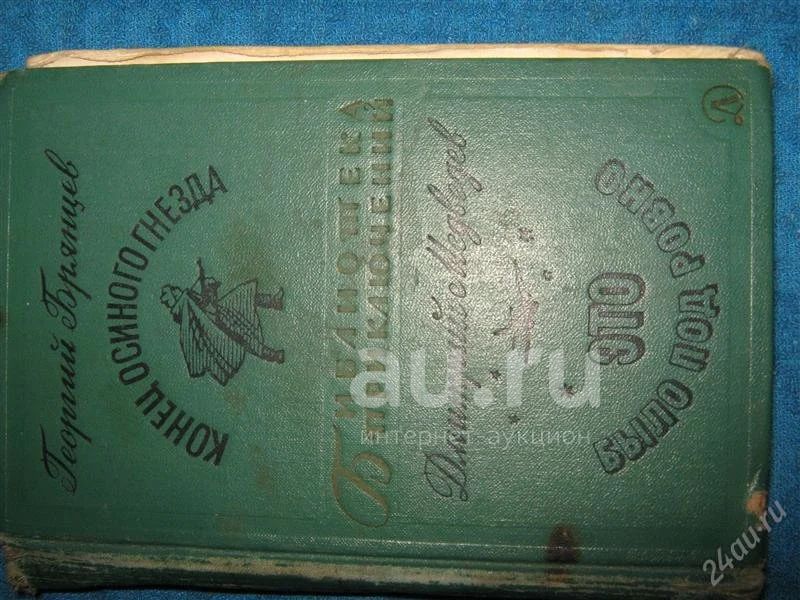 Георгий Брянцев
КОНЕЦ ОСИНОГО ГНЕЗДА
БИБЛИОТЕКА
ПРИКЛЮЧЕНИЙ
Дмитрий Медведев
ЭТО
БЫЛО ПОД РОВНО
au.ru
интернет-аукцион
24au.ru